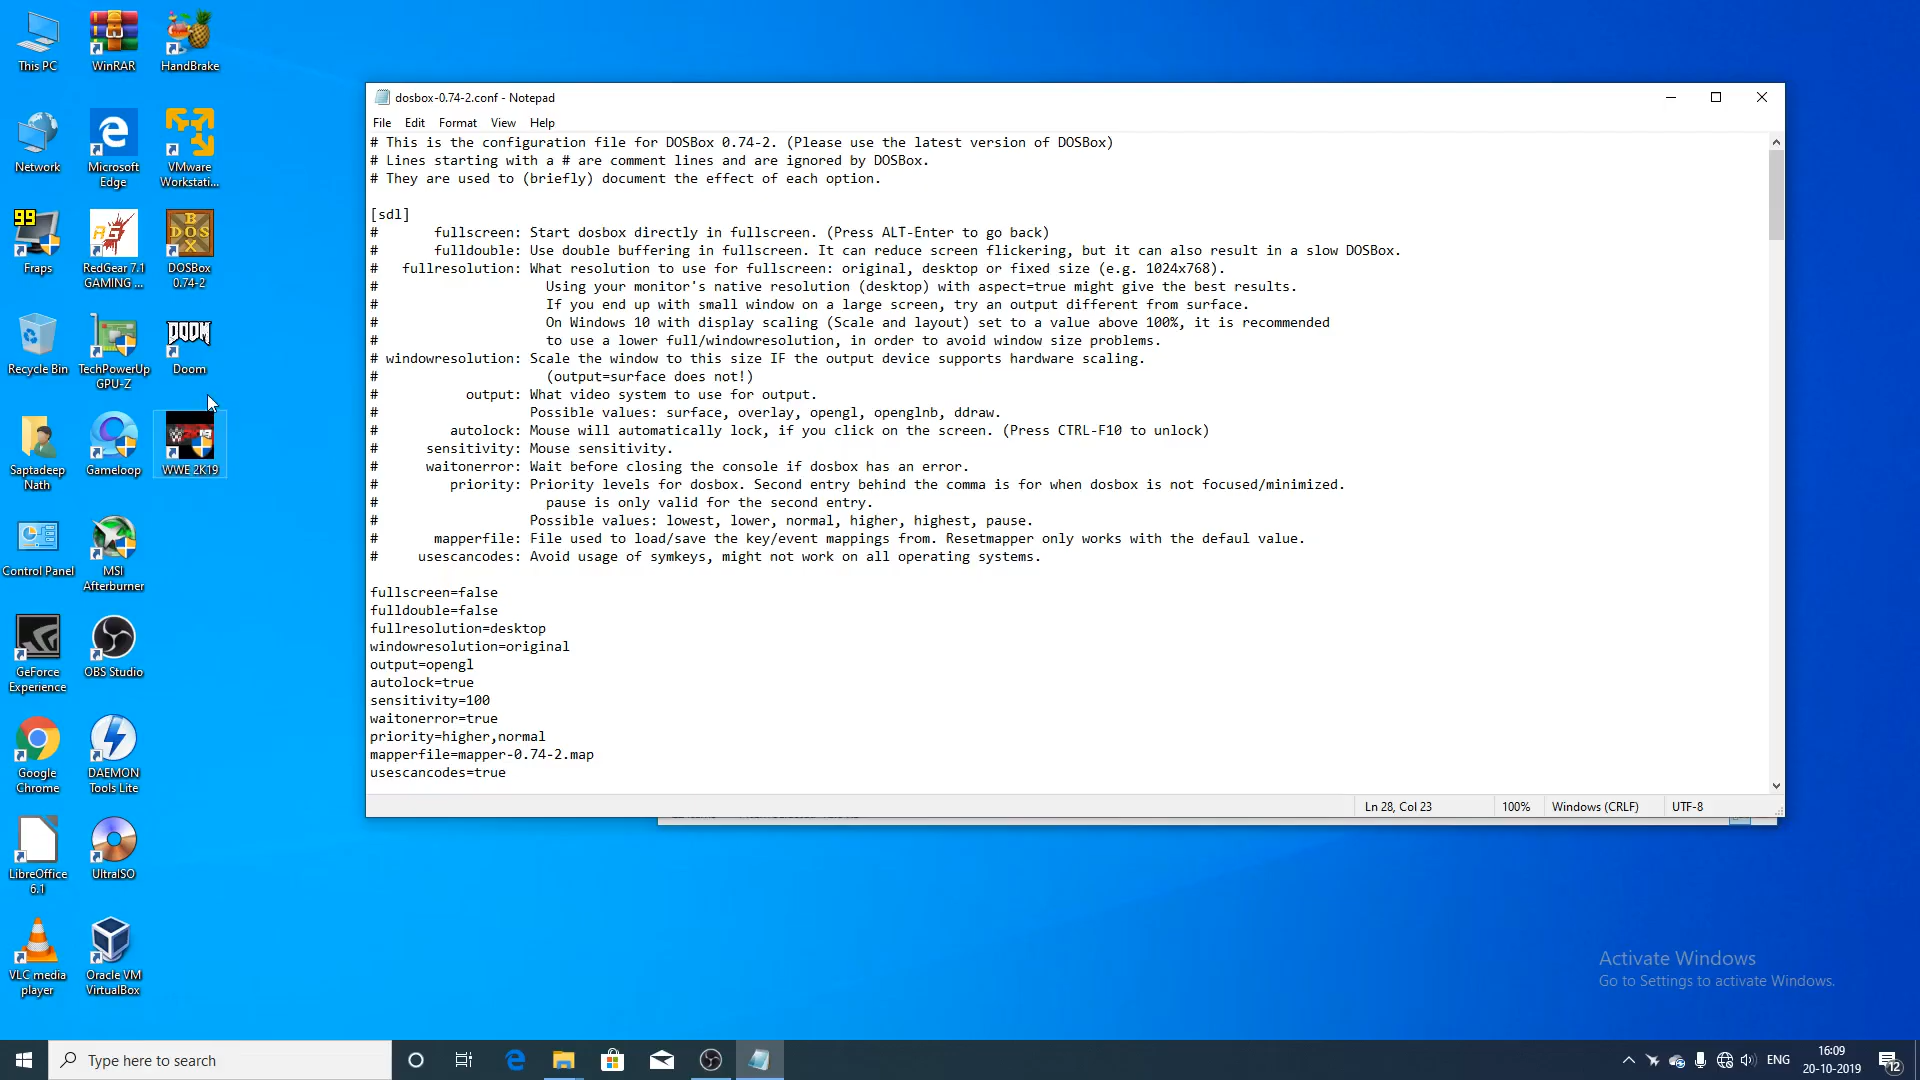 This PC
WinRAR
HandBrake
Network
Microsoft
Edge
VMware
Workstati...
99
Fraps
RedGear 7.1
GAMING ...
BOX
DOS
DOSBox
0.74-2
Recycle Bin
TechPowerUp
GPU-Z
DOOM
Doom
Saptadeep
Nath
Gameloop
WWE 2K19
Control Panel
MSI
Afterburner
GeForce
Experience
OBS Studio
Google
Chrome
DAEMON
Tools Lite
LibreOffice
6.1
UltraISO
VLC media
player
Oracle VM
VirtualBox
dosbox-0.74-2.conf - Notepad
File Edit Format View Help
# This is the configuration file for DOSBox 0.74-2. (Please use the latest version of DOSBox)
# Lines starting with a # are comment lines and are ignored by DOSBox.
# They are used to (briefly) document the effect of each option.
[sdl]
# fullscreen: Start dosbox directly in fullscreen. (Press ALT-Enter to go back)
# fulldouble: Use double buffering in fullscreen. It can reduce screen flickering, but it can also result in a slow DOSBox.
# fullresolution: What resolution to use for fullscreen: original, desktop or fixed size (e.g. 1024x768).
# Using your monitor's native resolution (desktop) with aspect=true might give the best results.
# If you end up with small window on a large screen, try an output different from surface.
# On Windows 10 with display scaling (Scale and layout) set to a value above 100%, it is recommended
# to use a lower full/windowresolution, in order to avoid window size problems.
# windowresolution: Scale the window to this size IF the output device supports hardware scaling.
# (output=surface does not!)
# output: What video system to use for output.
# Possible values: surface, overlay, opengl, openglnb, ddraw.
# autolock: Mouse will automatically lock, if you click on the screen. (Press CTRL-F10 to unlock)
# sensitivity: Mouse sensitivity.
# waitonerror: Wait before closing the console if dosbox has an error.
# priority: Priority levels for dosbox. Second entry behind the comma is for when dosbox is not focused/minimized.
# pause is only valid for the second entry.
# Possible values: lowest, lower, normal, higher, highest, pause.
# mapperfile: File used to load/save the key/event mappings from. Resetmapper only works with the defaul value.
# usescancodes: Avoid usage of symkeys, might not work on all operating systems.
fullscreen=false
fulldouble=false
fullresolution=desktop
windowresolution=original
output=opengl
autolock=true
sensitivity=100
waitonerror=true
priority=higher,normal
mapperfile=mapper-0.74-2.map
usescancodes=true
Ln 28, Col 23 100% Windows (CRLF) UTF-8
Activate Windows
Go to Settings to activate Windows.
Type here to search
ENG
16:09
20-10-2019
12